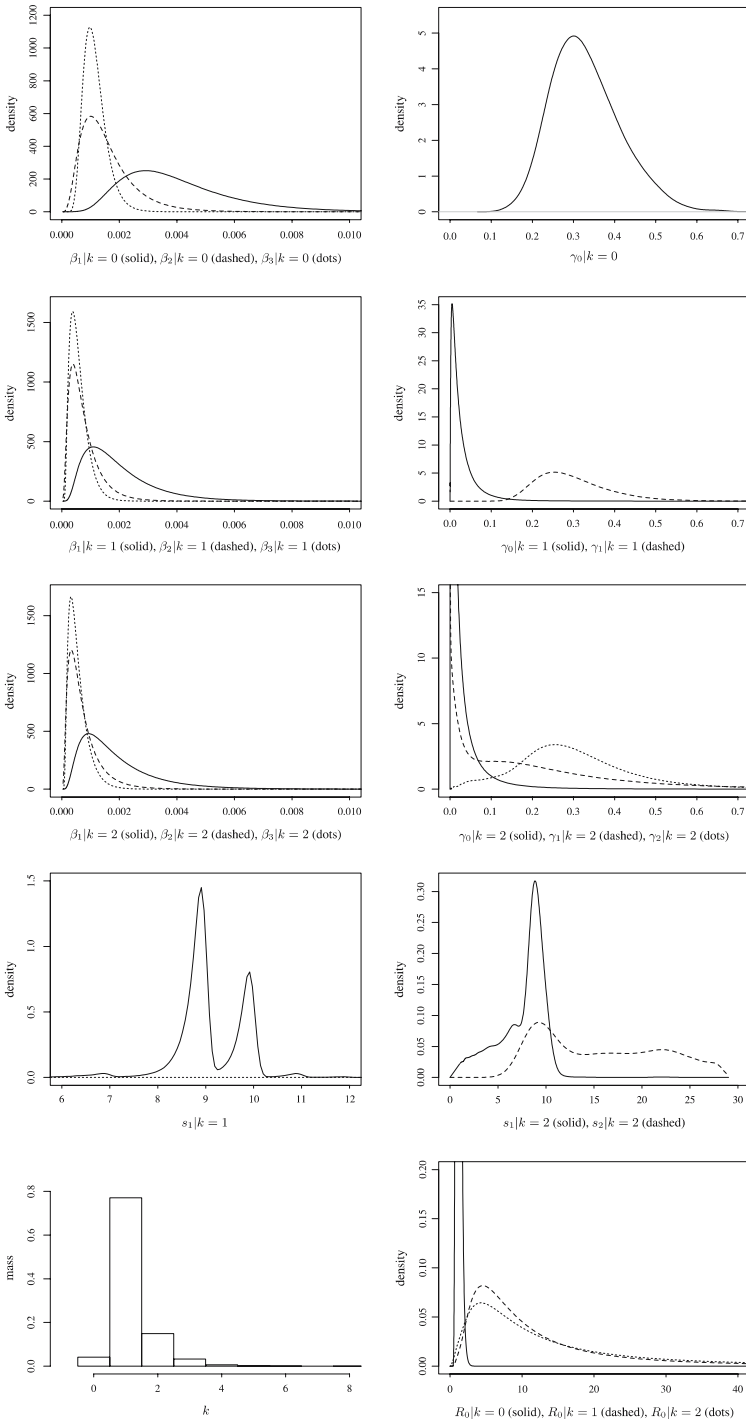 density
0 200 400 600 800 1000 1200
0.000 0.002 0.004 0.006 0.008 0.010
β₁|k = 0 (solid), β₂|k = 0 (dashed), β₃|k = 0 (dots)
density
0 1 2 3 4 5
0.0 0.1 0.2 0.3 0.4 0.5 0.6 0.7
γ₀|k = 0
density
0 500 1000 1500
0.000 0.002 0.004 0.006 0.008 0.010
β₁|k = 1 (solid), β₂|k = 1 (dashed), β₃|k = 1 (dots)
density
0 5 10 15 20 25 30 35
0.0 0.1 0.2 0.3 0.4 0.5 0.6 0.7
γ₀|k = 1 (solid), γ₁|k = 1 (dashed)
density
0 500 1000 1500
0.000 0.002 0.004 0.006 0.008 0.010
β₁|k = 2 (solid), β₂|k = 2 (dashed), β₃|k = 2 (dots)
density
0 5 10 15
0.0 0.1 0.2 0.3 0.4 0.5 0.6 0.7
γ₀|k = 2 (solid), γ₁|k = 2 (dashed), γ₂|k = 2 (dots)
density
0.0 0.5 1.0 1.5
6 7 8 9 10 11 12
s₁|k = 1
density
0.00 0.05 0.10 0.15 0.20 0.25 0.30
0 5 10 15 20 25 30
s₁|k = 2 (solid), s₂|k = 2 (dashed)
mass
0.0 0.2 0.4 0.6 0.8
0 2 4 6 8
k
density
0.00 0.05 0.10 0.15 0.20
0 10 20 30 40
R₀|k = 0 (solid), R₀|k = 1 (dashed), R₀|k = 2 (dots)